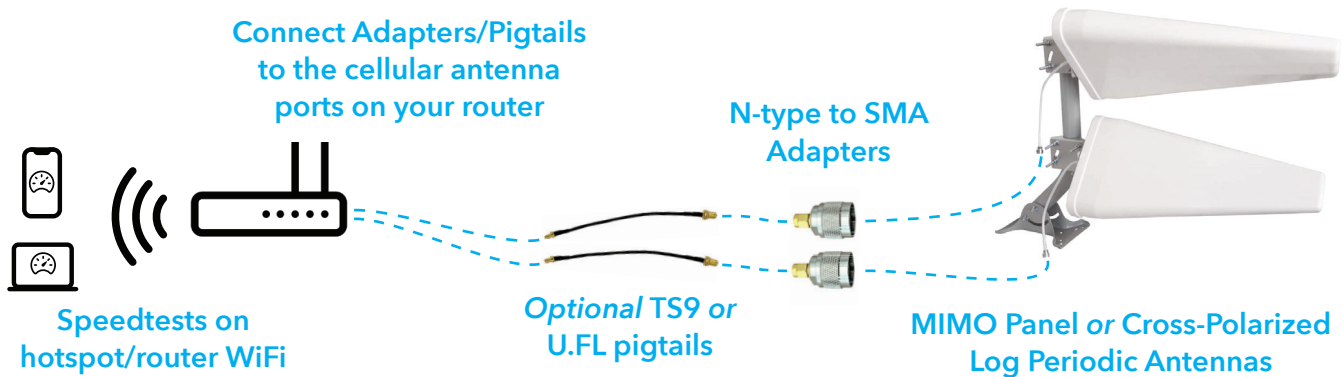 Connect Adapters/Pigtails
to the cellular antenna
ports on your router
N-type to SMA
Adapters
Speedtests on
hotspot/router WiFi
Optional TS9 or
U.FL pigtails
MIMO Panel or Cross-Polarized
Log Periodic Antennas